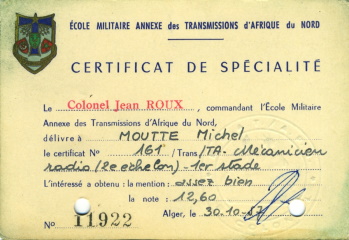 ÉCOLE MILITAIRE ANNEXE des TRANSMISSIONS d'AFRIQUE du NORD
CERTIFICAT DE SPÉCIALITÉ
Le Colonel Jean ROUX, commandant l'École Militaire
Annexe des Transmissions d'Afrique du Nord,
délivre à MOUTTE Michel
le certificat N° 161 / Trans / TA. Mécanicien
radio (2e echelon) - 1er stade
L'intéressé a obtenu : la mention : assez bien
la note : 12,60
Alger, le 30.10.57
No 11922